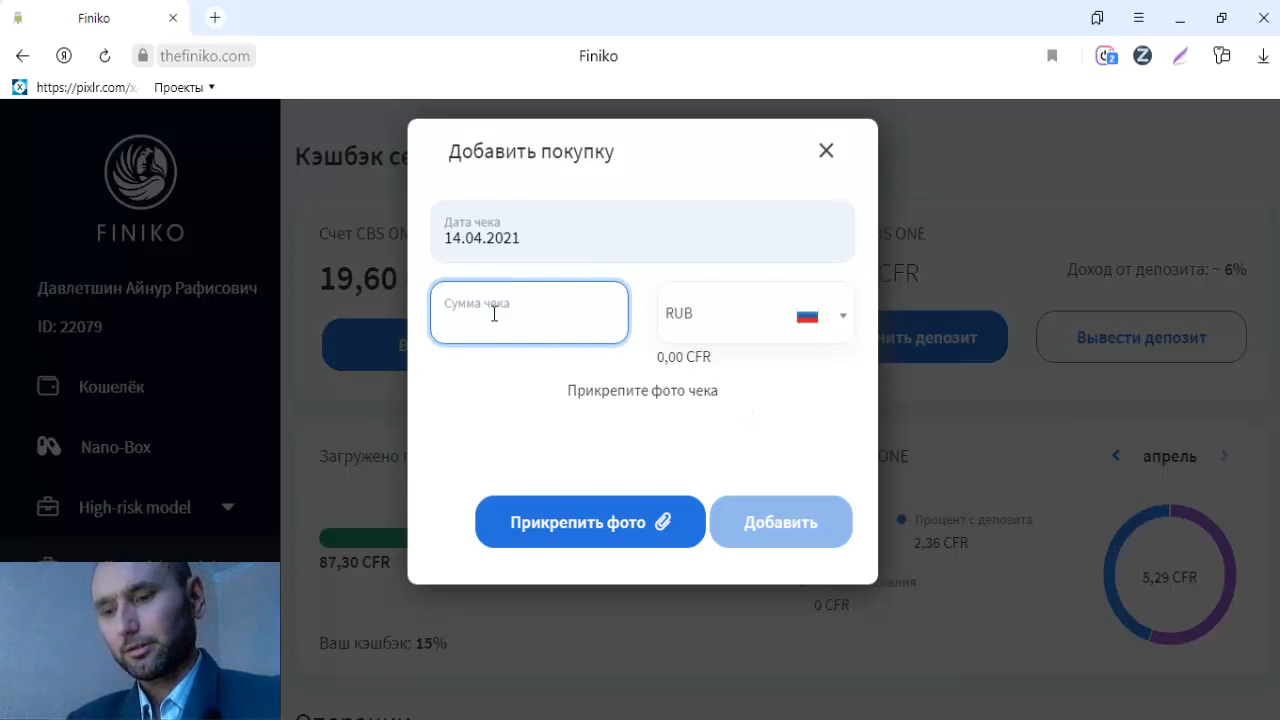 Finiko
thefiniko.com
Finiko
2
https://pixlr.com/x
Проекты
FINIKO
Давлетшин Айнур Рафисович
ID: 22079
Кошелёк
Nano-Box
High-risk model
Кэшбэк се
Счет CBS ON
19,60
IS ONE
CFR
Доход от депозита: ~ 6%
нить депозит
Вывести депозит
Добавить покупку
Дата чека
14.04.2021
Сумма чека
RUB
0,00 CFR
Прикрепите фото чека
Прикрепить фото
Добавить
Загружено п
87,30 CFR
Ваш кэшбэк: 15%
ONE
апрель
Процент с депозита
2,36 CFR
5,29 CFR
0 CFR